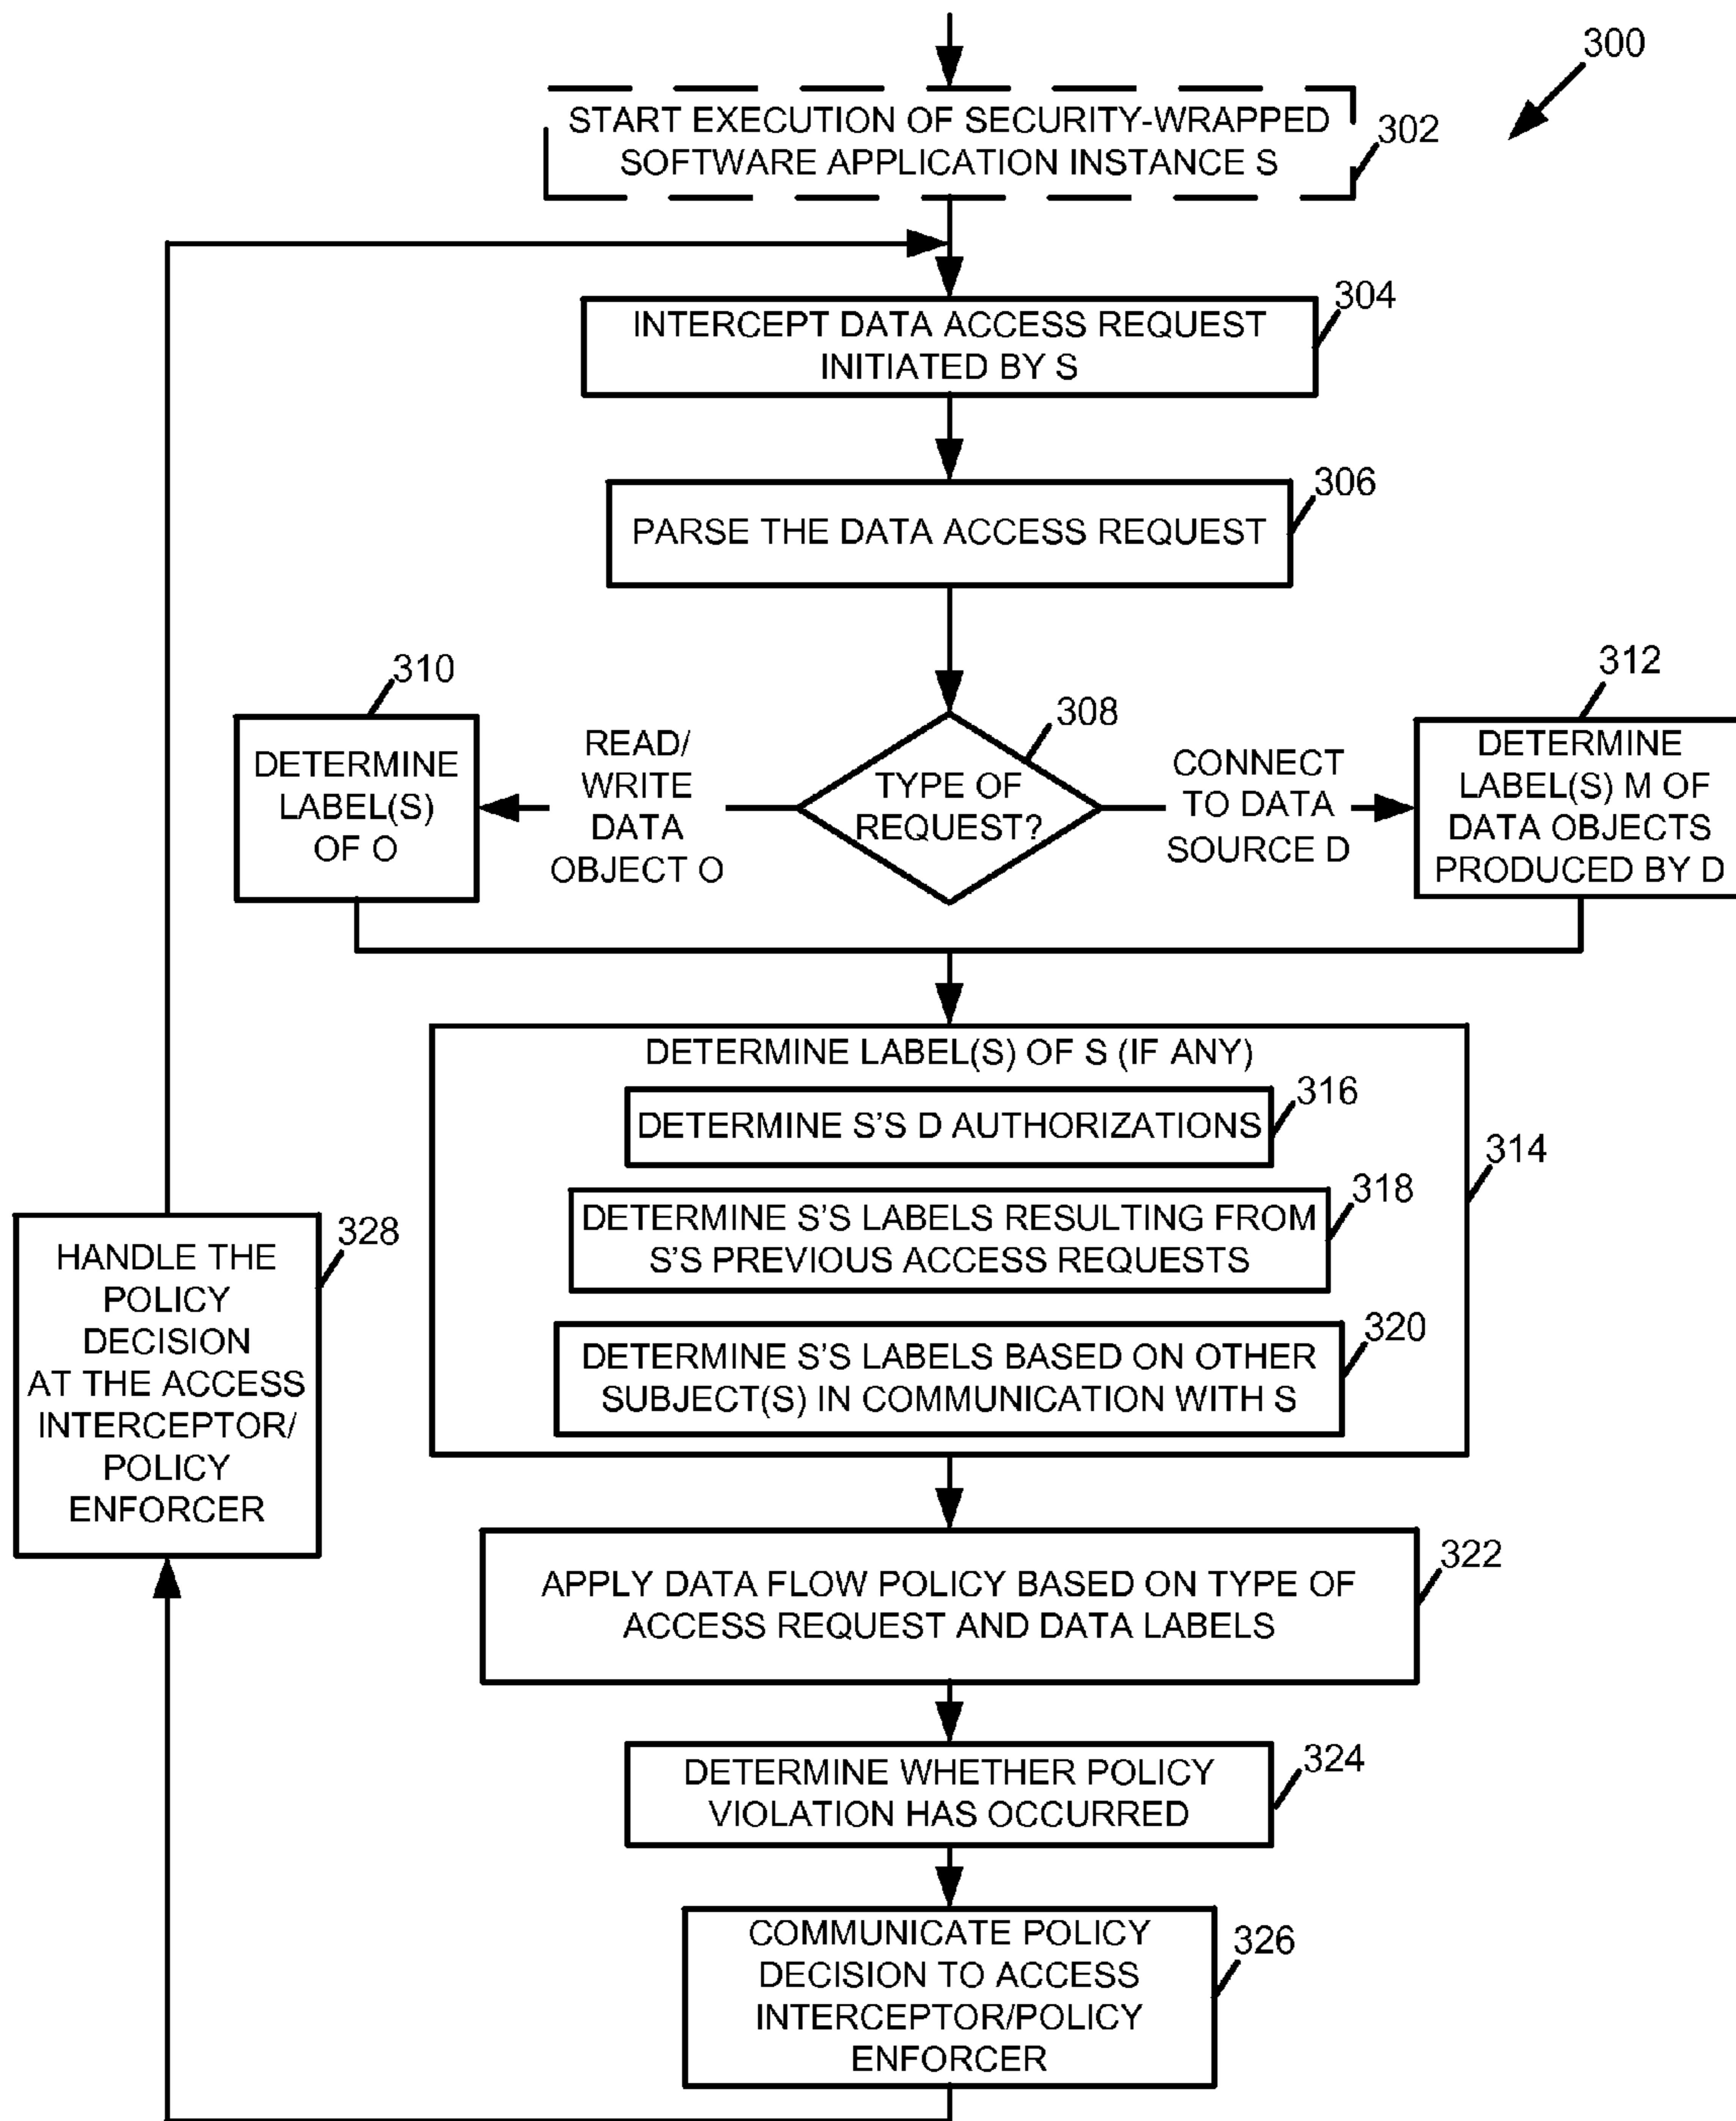 300
START EXECUTION OF SECURITY-WRAPPED
SOFTWARE APPLICATION INSTANCE S
302
304
INTERCEPT DATA ACCESS REQUEST
INITIATED BY S
306
PARSE THE DATA ACCESS REQUEST
310
DETERMINE
LABEL(S)
OF O
READ/
WRITE
DATA
OBJECT O
308
TYPE OF
REQUEST?
CONNECT
TO DATA
SOURCE D
312
DETERMINE
LABEL(S) M OF
DATA OBJECTS
PRODUCED BY D
DETERMINE LABEL(S) OF S (IF ANY)
316
DETERMINE S'S D AUTHORIZATIONS
314
318
DETERMINE S'S LABELS RESULTING FROM
S'S PREVIOUS ACCESS REQUESTS
320
DETERMINE S'S LABELS BASED ON OTHER
SUBJECT(S) IN COMMUNICATION WITH S
328
HANDLE THE
POLICY
DECISION
AT THE ACCESS
INTERCEPTOR/
POLICY
ENFORCER
322
APPLY DATA FLOW POLICY BASED ON TYPE OF
ACCESS REQUEST AND DATA LABELS
324
DETERMINE WHETHER POLICY
VIOLATION HAS OCCURRED
326
COMMUNICATE POLICY
DECISION TO ACCESS
INTERCEPTOR/POLICY
ENFORCER